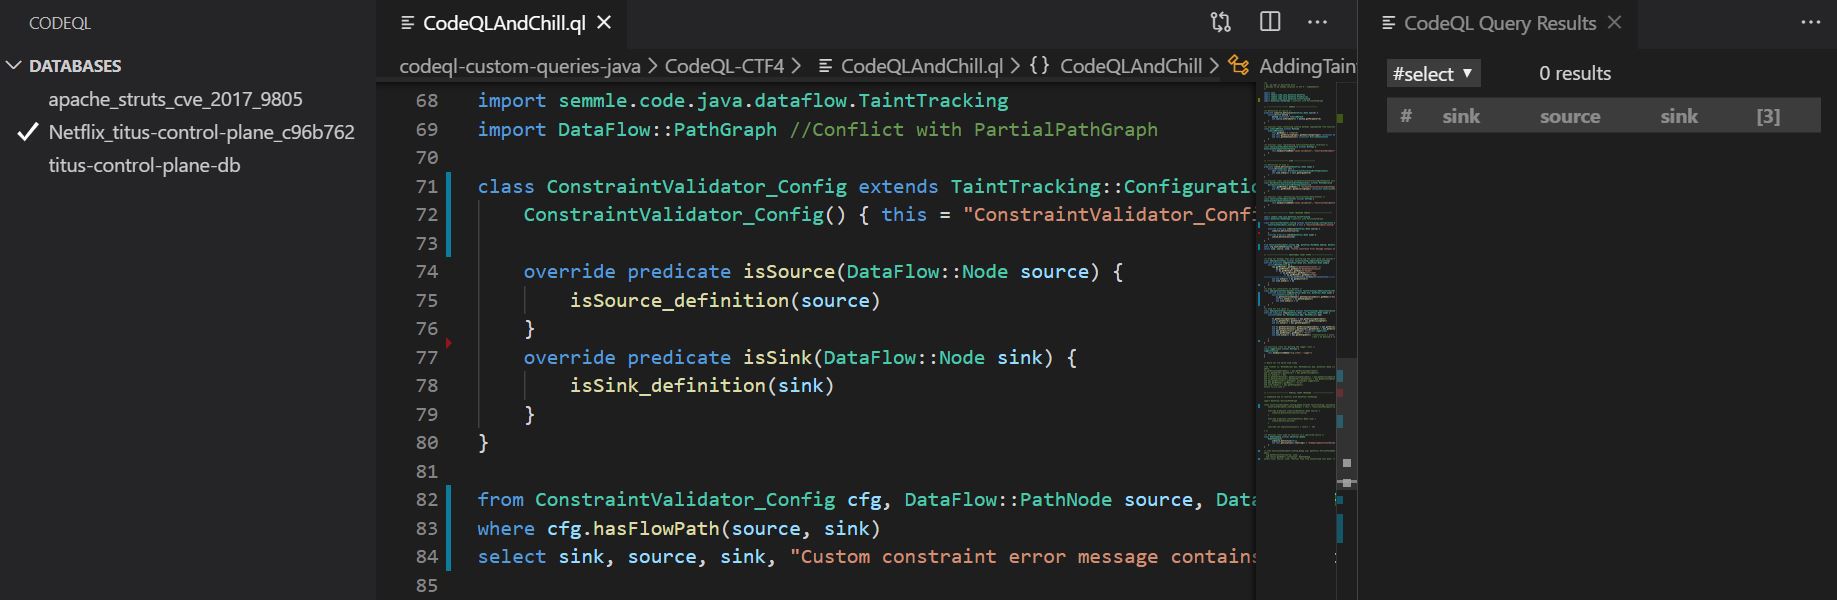 CODEQL
DATABASES
apache_struts_cve_2017_9805
Netflix_titus-control-plane_c96b762
titus-control-plane-db
CodeQLAndChill.ql
codeql-custom-queries-java > CodeQL-CTF4 > CodeQLAndChill.ql > {} CodeQLAndChill > AddingTain
68 import semmle.code.java.dataflow.TaintTracking
69 import DataFlow::PathGraph //Conflict with PartialPathGraph
70
71 class ConstraintValidator_Config extends TaintTracking::Configuratio
72 ConstraintValidator_Config() { this = "ConstraintValidator_Confi
73
74 override predicate isSource(DataFlow::Node source) {
75 isSource_definition(source)
76 }
77 override predicate isSink(DataFlow::Node sink) {
78 isSink_definition(sink)
79 }
80 }
81
82 from ConstraintValidator_Config cfg, DataFlow::PathNode source, Data
83 where cfg.hasFlowPath(source, sink)
84 select sink, source, sink, "Custom constraint error message contains
85
CodeQL Query Results
#select 0 results
# sink source sink [3]